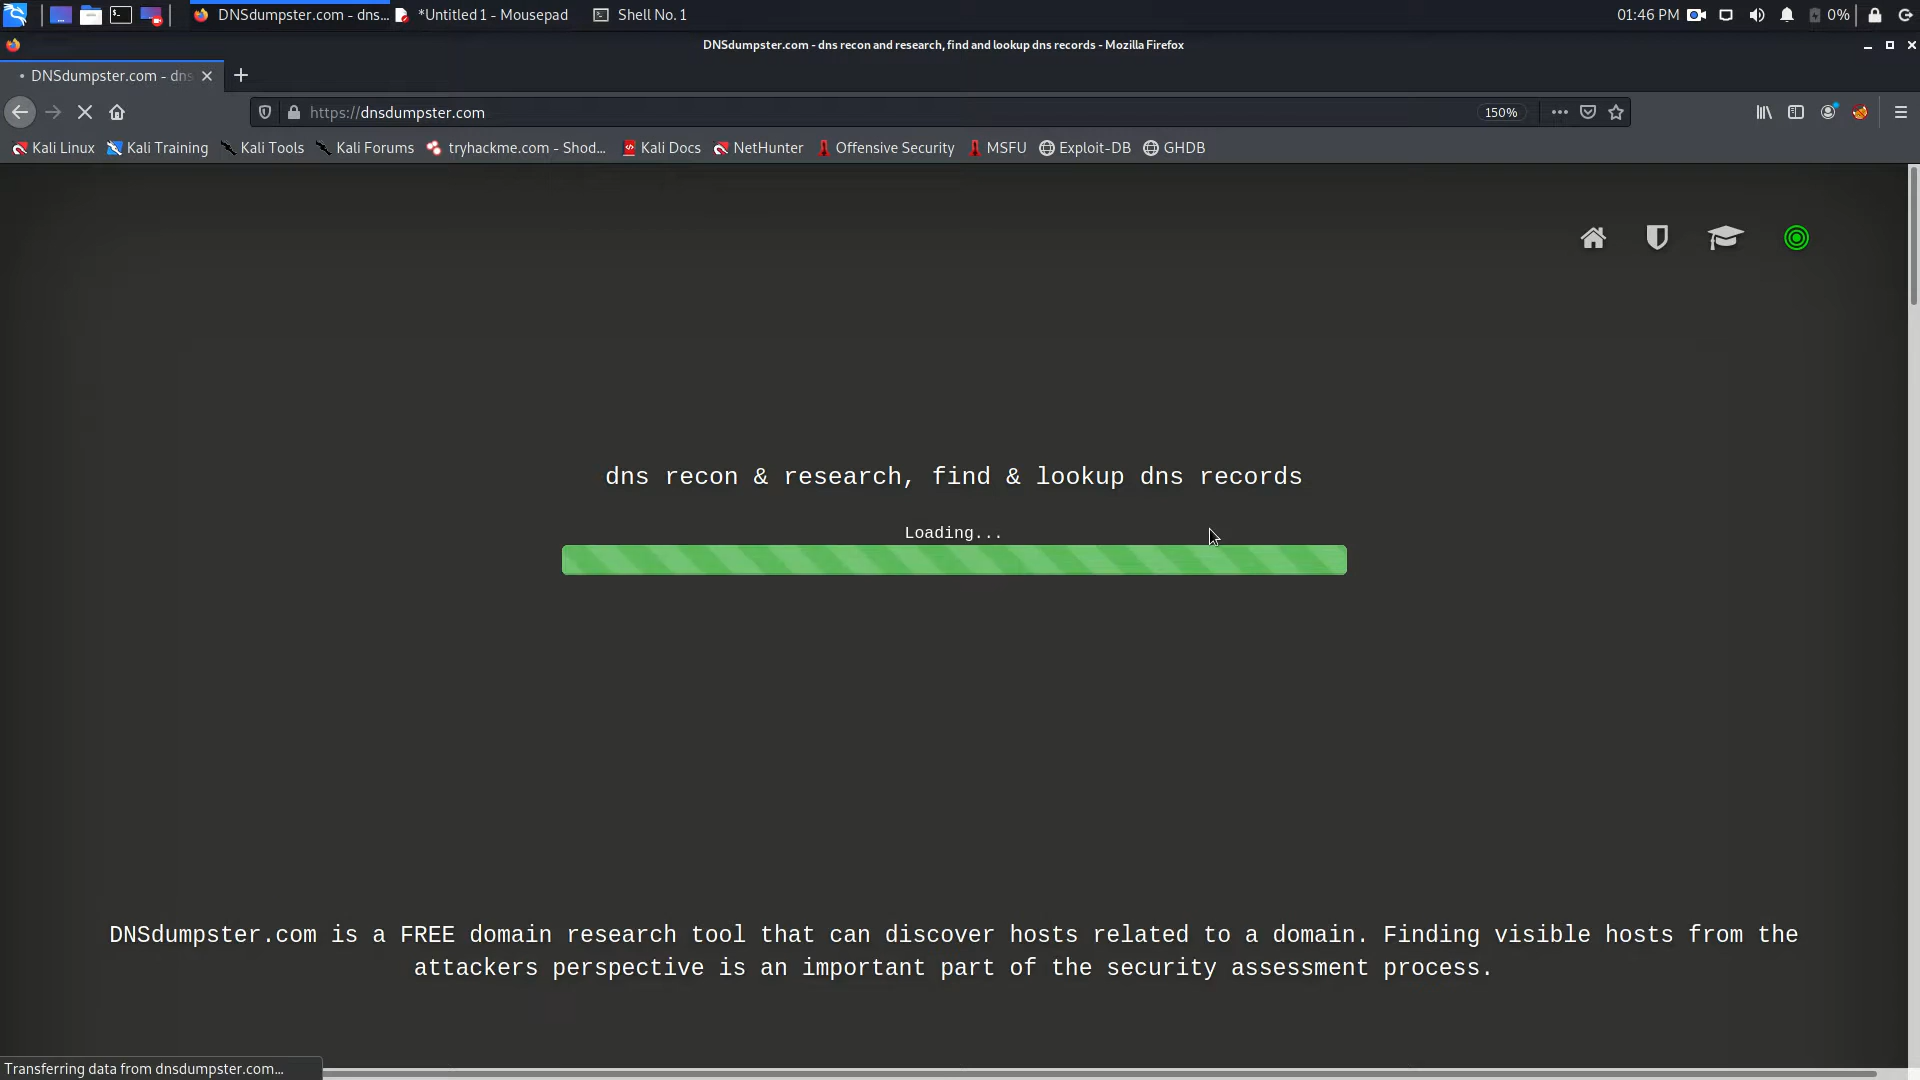 DNSdumpster.com - dns...
*Untitled 1 - Mousepad
Shell No. 1
01:46 PM
0%
DNSdumpster.com - dns recon and research, find and lookup dns records - Mozilla Firefox
DNSdumpster.com - dns
https://dnsdumpster.com
150%
Kali Linux
Kali Training
Kali Tools
Kali Forums
tryhackme.com - Shod...
Kali Docs
NetHunter
Offensive Security
MSFU
Exploit-DB
GHDB
dns recon & research, find & lookup dns records
Loading...
DNSdumpster.com is a FREE domain research tool that can discover hosts related to a domain. Finding visible hosts from the
attackers perspective is an important part of the security assessment process.
Transferring data from dnsdumpster.com...